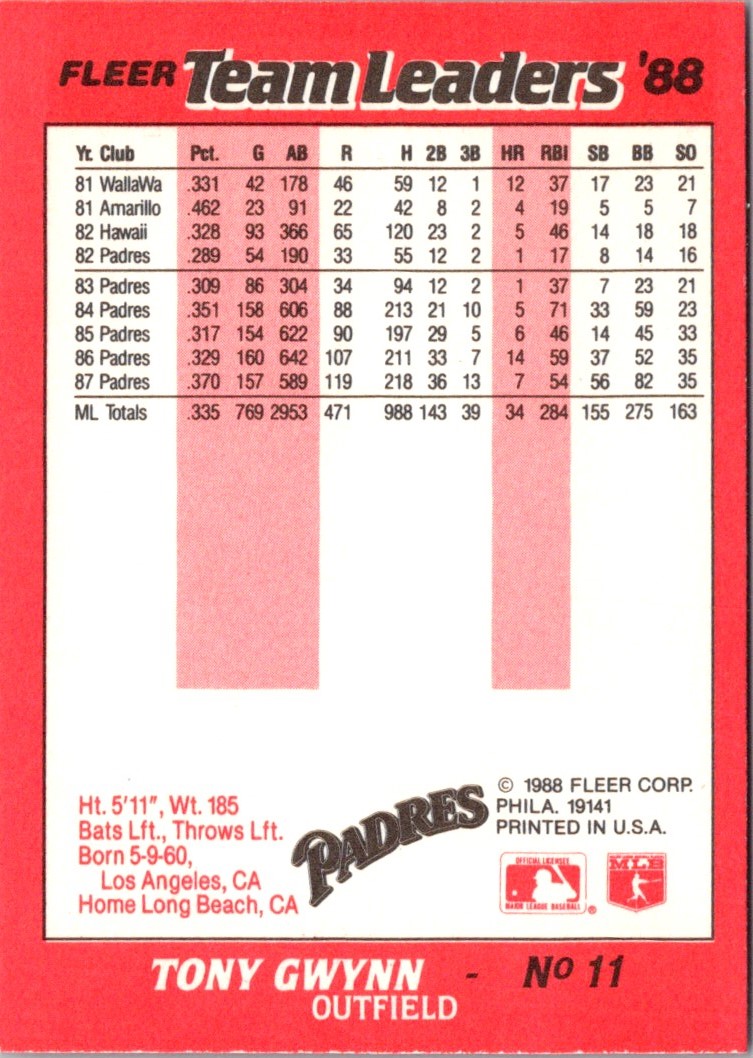 FLEER Team Leaders '88
Yr. Club Pct. G AB R H 2B 3B HR RBI SB BB SO
81 WallaWa .331 42 178 46 59 12 1 12 37 17 23 21
81 Amarillo .462 23 91 22 42 8 2 4 19 5 5 7
82 Hawaii .328 93 366 65 120 23 2 5 46 14 18 18
82 Padres .289 54 190 33 55 12 2 1 17 8 14 16
83 Padres .309 86 304 34 94 12 2 1 37 7 23 21
84 Padres .351 158 606 88 213 21 10 5 71 33 59 23
85 Padres .317 154 622 90 197 29 5 6 46 14 45 33
86 Padres .329 160 642 107 211 33 7 14 59 37 52 35
87 Padres .370 157 589 119 218 36 13 7 54 56 82 35
ML Totals .335 769 2953 471 988 143 39 34 284 155 275 163
Ht. 5'11", Wt. 185
Bats Lft., Throws Lft.
Born 5-9-60,
Los Angeles, CA
Home Long Beach, CA
PADRES
© 1988 FLEER CORP.
PHILA. 19141
PRINTED IN U.S.A.
OFFICIAL LICENSEE
MAJOR LEAGUE BASEBALL
®
MLB
TONY GWYNN - Nº 11
OUTFIELD